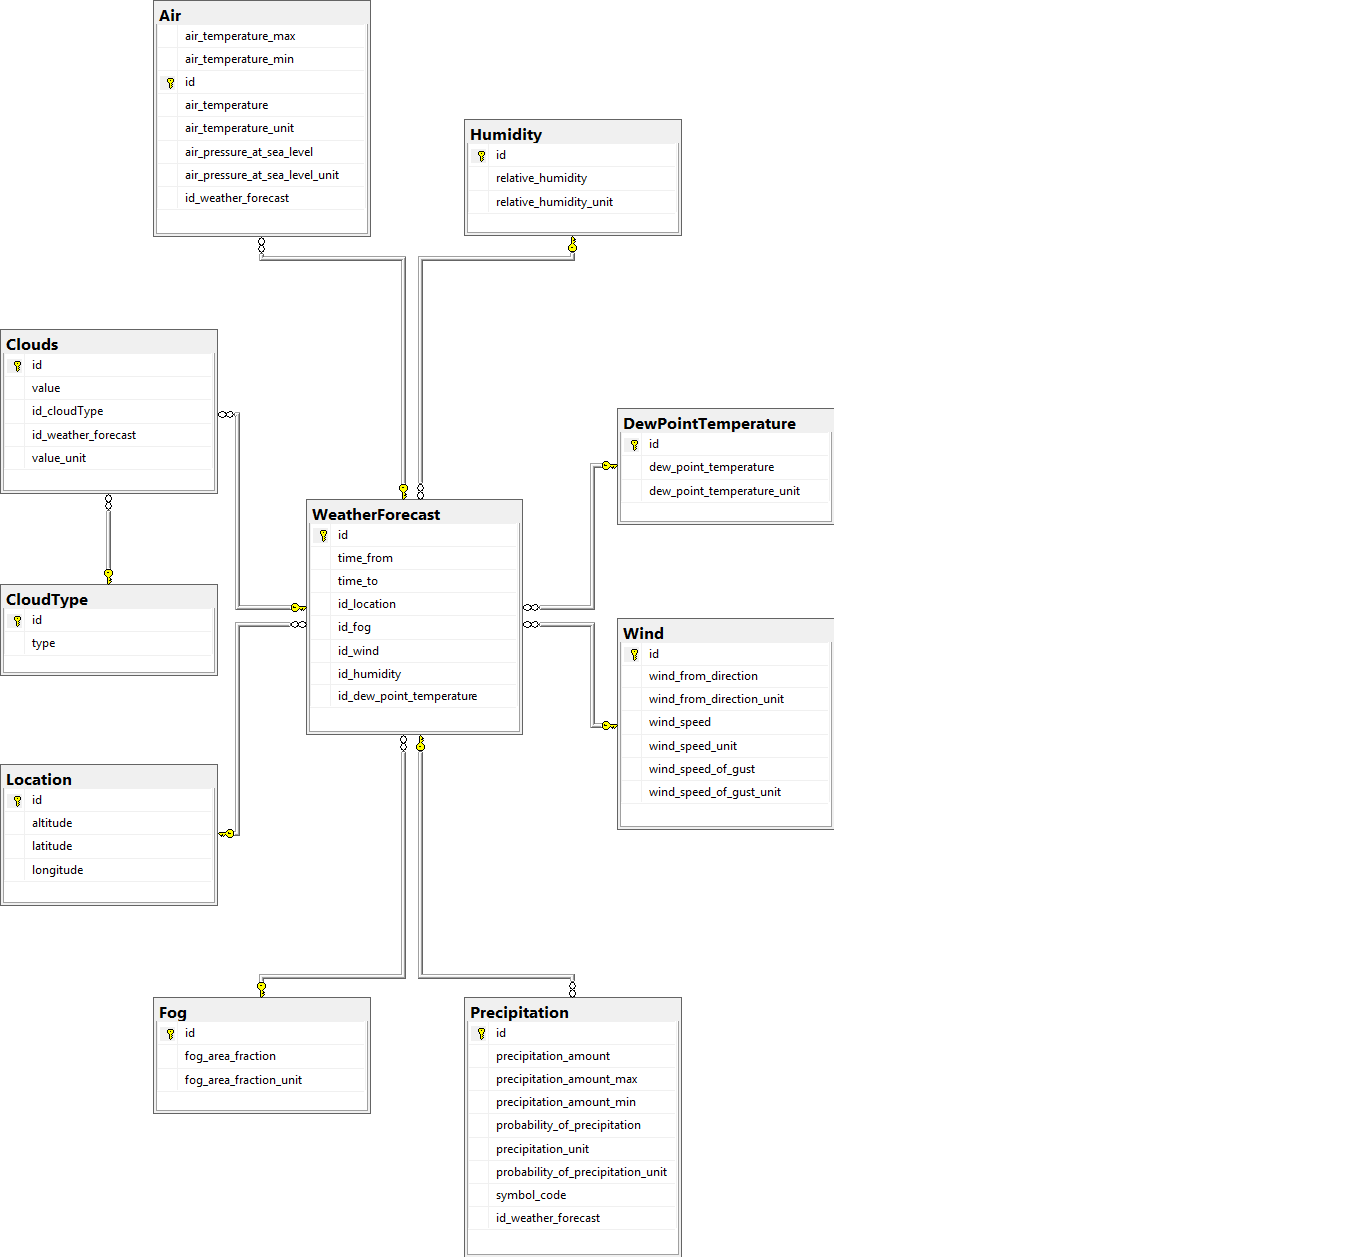 Air
air_temperature_max
air_temperature_min
id
air_temperature
air_temperature_unit
air_pressure_at_sea_level
air_pressure_at_sea_level_unit
id_weather_forecast
Humidity
id
relative_humidity
relative_humidity_unit
Clouds
id
value
id_cloudType
id_weather_forecast
value_unit
DewPointTemperature
id
dew_point_temperature
dew_point_temperature_unit
WeatherForecast
id
time_from
time_to
id_location
id_fog
id_wind
id_humidity
id_dew_point_temperature
CloudType
id
type
Wind
id
wind_from_direction
wind_from_direction_unit
wind_speed
wind_speed_unit
wind_speed_of_gust
wind_speed_of_gust_unit
Location
id
altitude
latitude
longitude
Fog
id
fog_area_fraction
fog_area_fraction_unit
Precipitation
id
precipitation_amount
precipitation_amount_max
precipitation_amount_min
probability_of_precipitation
precipitation_unit
probability_of_precipitation_unit
symbol_code
id_weather_forecast